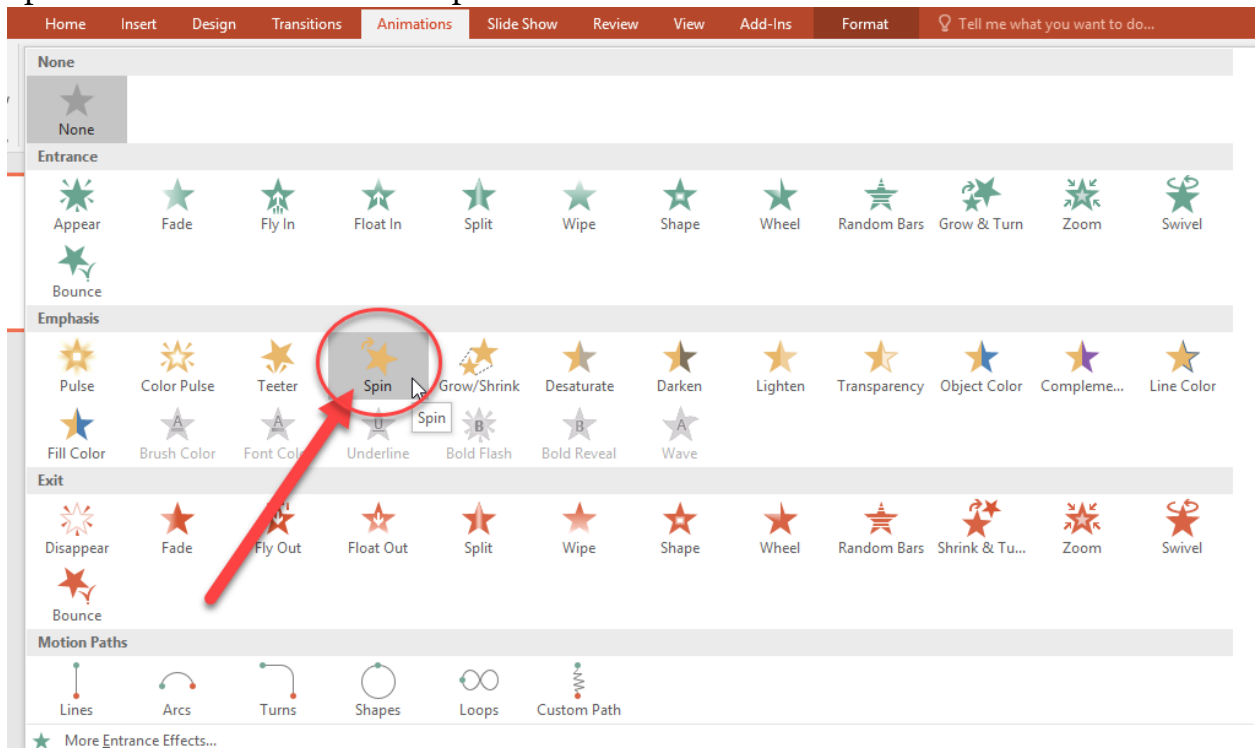 Home Insert Design Transitions Animations Slide Show Review View Add-Ins Format Tell me what you want to do...
None
None
Entrance
Appear Fade Fly In Float In Split Wipe Shape Wheel Random Bars Grow & Turn Zoom Swivel
Bounce
Emphasis
Pulse Color Pulse Teeter Spin Grow/Shrink Desaturate Darken Lighten Transparency Object Color Compleme... Line Color
Spin
Fill Color Brush Color Font Underline Bold Flash Bold Reveal Wave
Exit
Disappear Fade Fly Out Float Out Split Wipe Shape Wheel Random Bars Shrink & Tu... Zoom Swivel
Bounce
Motion Paths
Lines Arcs Turns Shapes Loops Custom Path
More Entrance Effects...